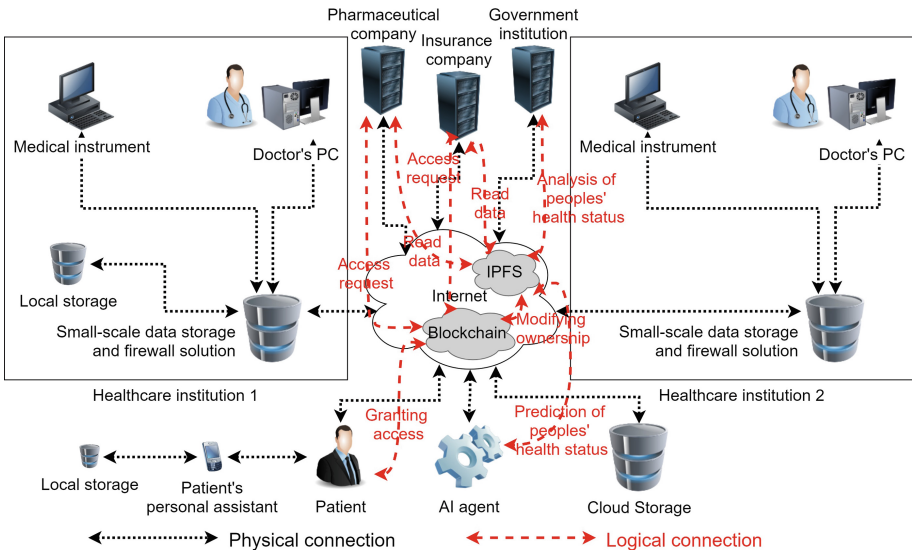 Pharmaceutical
company
Insurance
company
Government
institution
Medical instrument
Doctor's PC
Local storage
Small-scale data storage
and firewall solution
Healthcare institution 1
Access
request
Read
data
Access
request
Read
data
Analysis of
peoples'
health status
IPFS
Internet
Blockchain
Modifying
ownership
Medical instrument
Doctor's PC
Small-scale data storage
and firewall solution
Healthcare institution 2
Granting
access
Prediction of
peoples'
health status
Local storage
Patient's
personal assistant
Patient
AI agent
Cloud Storage
Physical connection
Logical connection